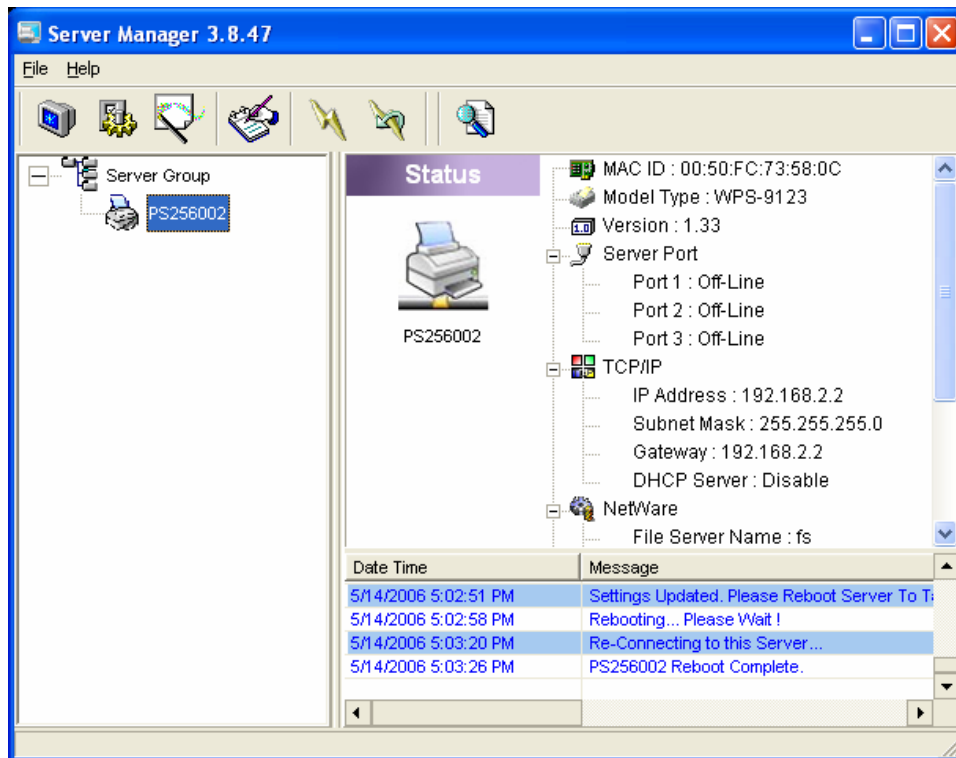 Server Manager 3.8.47
File Help
Server Group
PS256002
Status
PS256002
MAC ID : 00:50:FC:73:58:0C
Model Type : WPS-9123
1.0 Version : 1.33
Server Port
Port 1 : Off-Line
Port 2 : Off-Line
Port 3 : Off-Line
TCP/IP
IP Address : 192.168.2.2
Subnet Mask : 255.255.255.0
Gateway : 192.168.2.2
DHCP Server : Disable
NetWare
File Server Name : fs
Date Time Message
5/14/2006 5:02:51 PM Settings Updated. Please Reboot Server To
5/14/2006 5:02:58 PM Rebooting... Please Wait !
5/14/2006 5:03:20 PM Re-Connecting to this Server...
5/14/2006 5:03:26 PM PS256002 Reboot Complete.